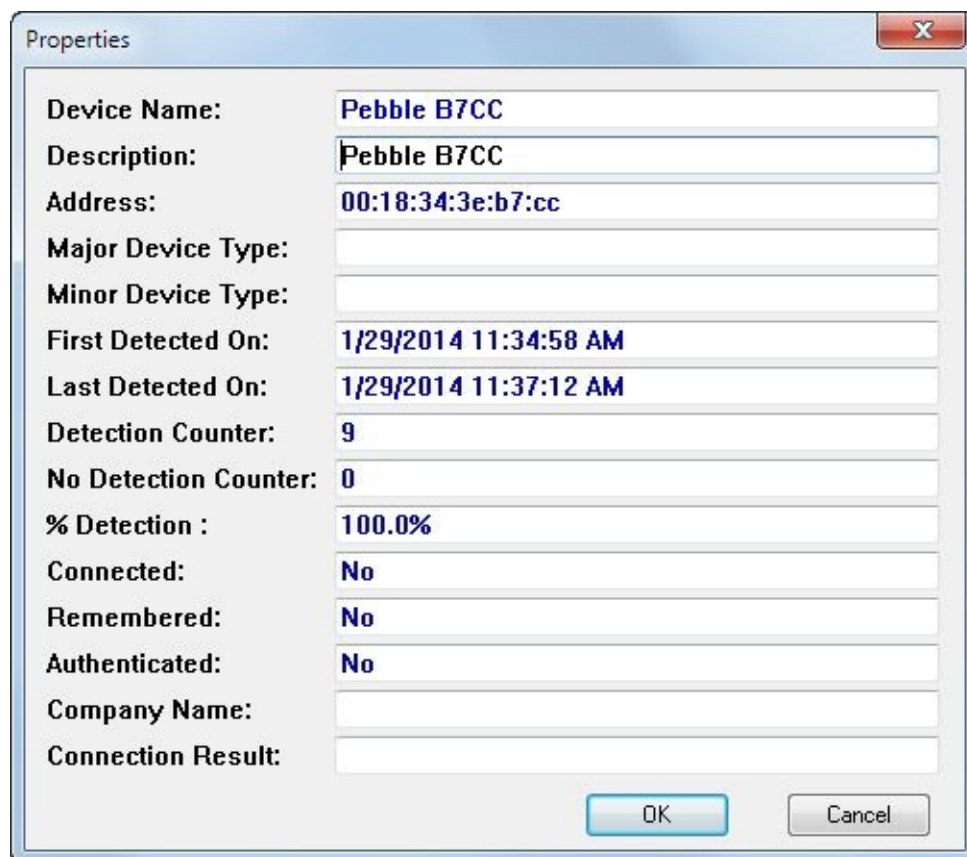 Properties
Device Name: Pebble B7CC
Description: Pebble B7CC
Address: 00:18:34:3e:b7:cc
Major Device Type:
Minor Device Type:
First Detected On: 1/29/2014 11:34:58 AM
Last Detected On: 1/29/2014 11:37:12 AM
Detection Counter: 9
No Detection Counter: 0
% Detection : 100.0%
Connected: No
Remembered: No
Authenticated: No
Company Name:
Connection Result:
OK Cancel